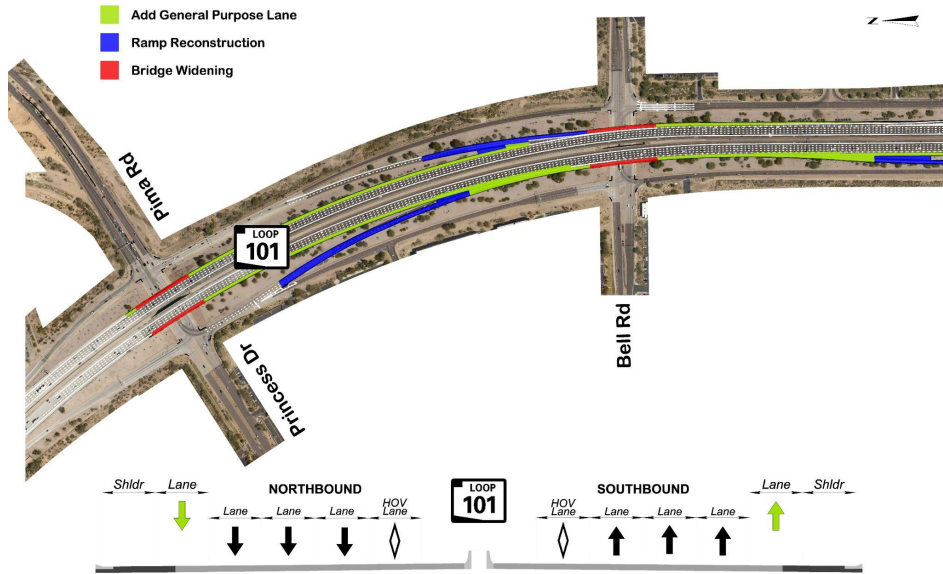 Add General Purpose Lane
Ramp Reconstruction
Bridge Widening
Z
Pima Rd
LOOP
101
Princess Dr
Bell Rd
Shldr
Lane
NORTHBOUND
HOV
Lane
Lane
Lane
Lane
LOOP
101
SOUTHBOUND
HOV
Lane
Lane
Lane
Lane
Lane
Shldr